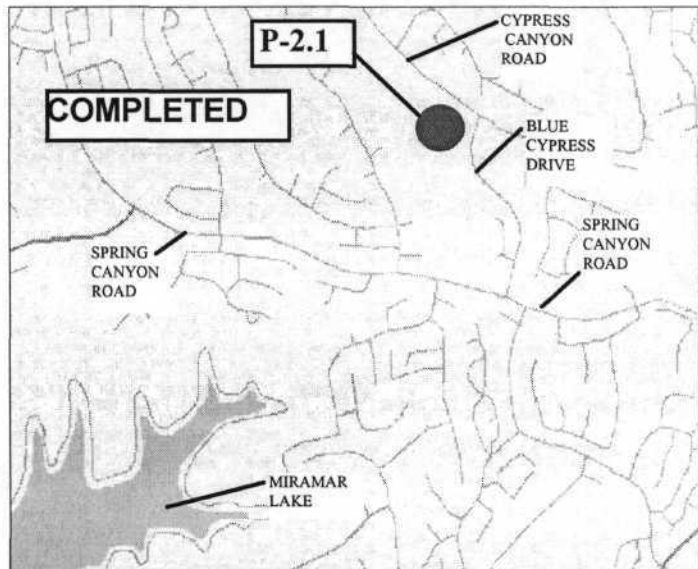 CYPRESS
CANYON
ROAD
P-2.1
COMPLETED
BLUE
CYPRESS
DRIVE
SPRING
CANYON
ROAD
SPRING
CANYON
ROAD
MIRAMAR
LAKE